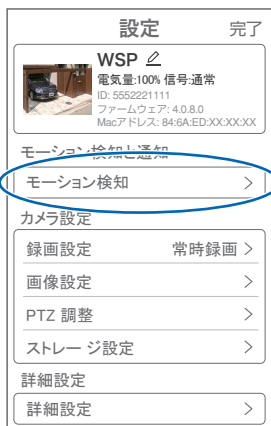 設定 完了
WSP
電気量:100% 信号:通常
ID: 5552221111
ファームウェア: 4.0.8.0
Macアドレス: 84:6A:ED:XX:XX:XX
モーション検知と通知
モーション検知 >
カメラ設定
録画設定 常時録画 >
画像設定 >
PTZ 調整 >
ストレージ設定 >
詳細設定
詳細設定 >